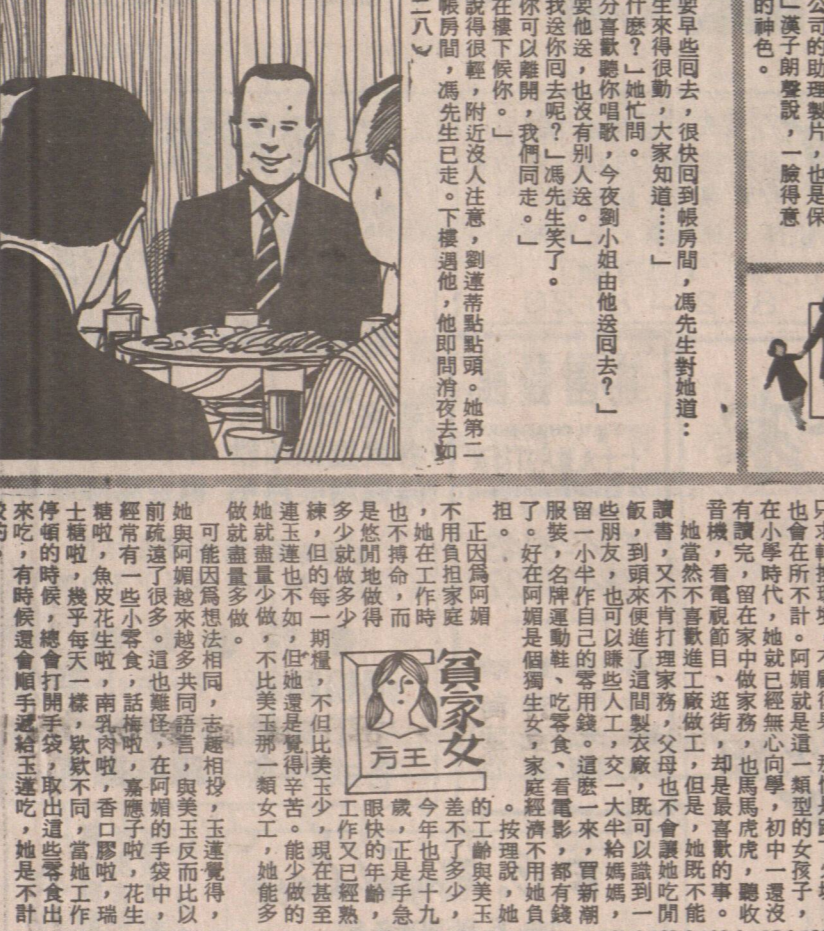 公司的助理製片,也是保
」漢子朗聲說,一臉得意
的神色。
要早些回去,很快囘到帳房間,馮先生對她道:
生來得很動,大家知道……」
什麽?」她忙問。
分喜歡聽你唱歌,今夜劉小姐由他送囘去?」
要他送,也沒有別人送。」
我送你囘去呢?」馮先生笑了。
你可以離開,我們同走。」
在樓下候你。」
說得很輕,附近沒人注意,劉蓮蒂點點頭。她第二
帳房間,馮先生已走。下樓遇他,他即問消夜去如
二八)
貧家女
王方
也會在所不計。阿媚就是這一類型的女孩子,
在小學時代,她就已經無心向學,初中一還沒
有讀完,留在家中做家務,也馬馬虎虎,聽收
音機,看電視節目、逛街,却是最喜歡的事。
她當然不喜歡進工廠做工,但是,她既不能
讀書,又不肯打理家務,父母也不會讓她吃閒
飯,到頭來便進了這間製衣廠,既可以識到一
些朋友,也可以賺些人工,交一大半給媽媽,
留一小半作自己的零用錢。這麽一來,買新潮
服裝,名牌運動鞋、吃零食、看電影,都有錢
了。好在阿媚是個獨生女,家庭經濟不用她負
担。
正因爲阿媚
不用負担家庭
,她在工作時
也不搏命,而
是悠閒地做得
多少就做多少
。按理說,她
的工齡與美玉
差不了多少,
今年也是十九
歲,正是手急
眼快的年齡,
工作又已經熟
練,但的每一期糧,不但比美玉少,現在甚至
連玉蓮也不如,但她還是覺得辛苦。能少做的
她就盡量少做,不比美玉那一類女工,她能多
做就盡量多做。
可能因爲想法相同,志趣相投,玉蓮覺得,
她與阿媚越來越多共同語言,與美玉反而比以
前疏遠了很多。這也難怪,在阿媚的手袋中,
經常有一些小零食,話梅啦,嘉應子啦,花生
糖啦,魚皮花生啦,南乳肉啦,香口膠啦,瑞
士糖啦,幾乎每天一樣,欵欵不同,當她工作
停頓的時候,總會打開手袋,取出這些零食出
來吃,有時候還會順手遞給玉蓮吃,她是不計